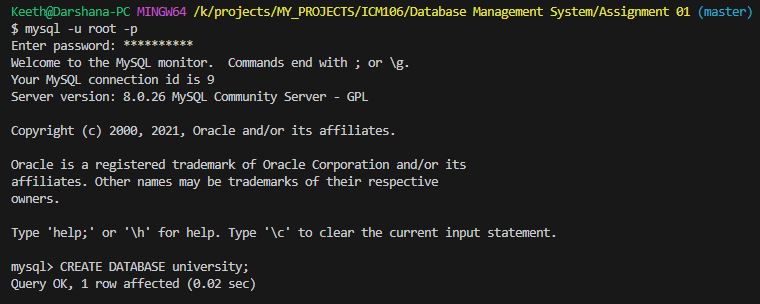 Keeth@Darshana-PC MINGW64 /k/projects/MY_PROJECTS/ICM106/Database Management System/Assignment 01 (master)
$ mysql -u root -p
Enter password: **********
Welcome to the MySQL monitor.  Commands end with ; or \g.
Your MySQL connection id is 9
Server version: 8.0.26 MySQL Community Server - GPL

Copyright (c) 2000, 2021, Oracle and/or its affiliates.

Oracle is a registered trademark of Oracle Corporation and/or its
affiliates. Other names may be trademarks of their respective
owners.

Type 'help;' or '\h' for help. Type '\c' to clear the current input statement.

mysql> CREATE DATABASE university;
Query OK, 1 row affected (0.02 sec)